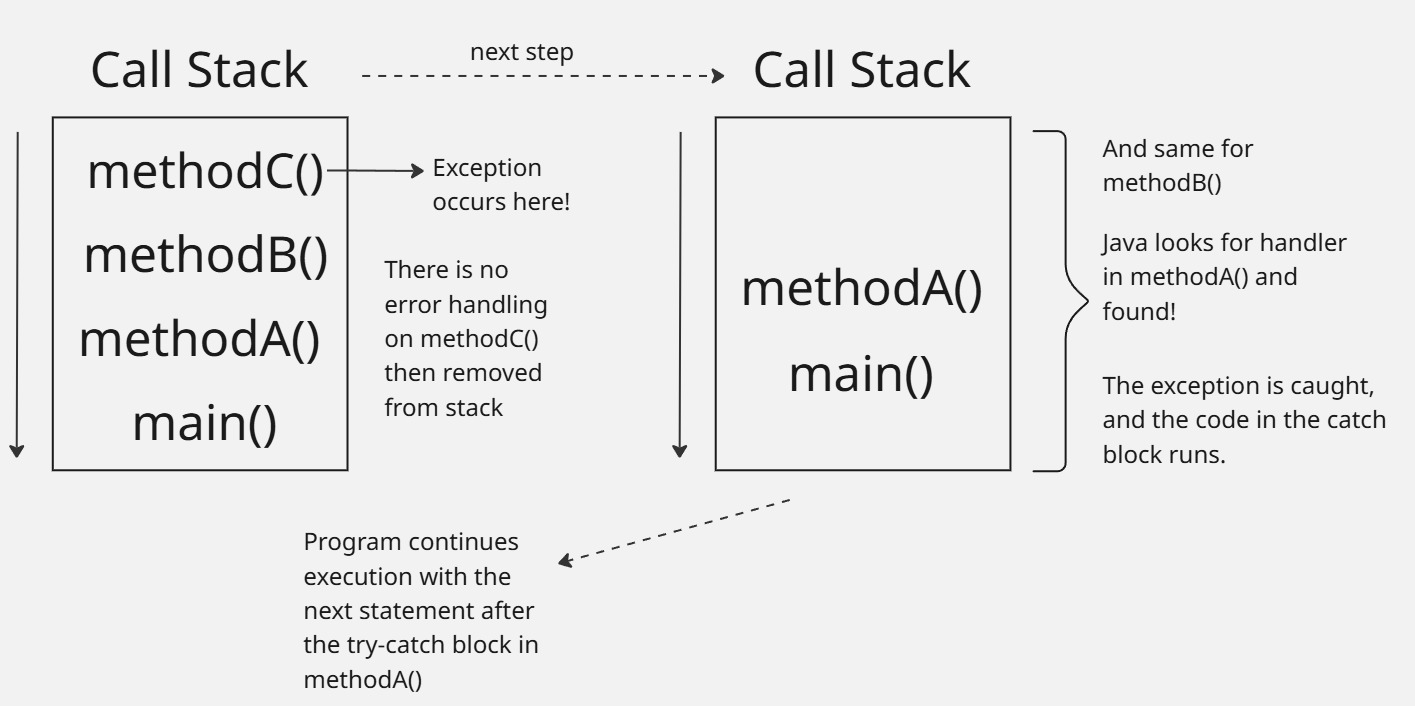 Call Stack
next step
Call Stack
methodC()
methodB()
methodA()
main()
Exception
occurs here!
There is no
error handling
on methodC()
then removed
from stack
methodA()
main()
And same for
methodB()
Java looks for handler
in methodA() and
found!
The exception is caught,
and the code in the catch
block runs.
Program continues
execution with the
next statement after
the try-catch block in
methodA()